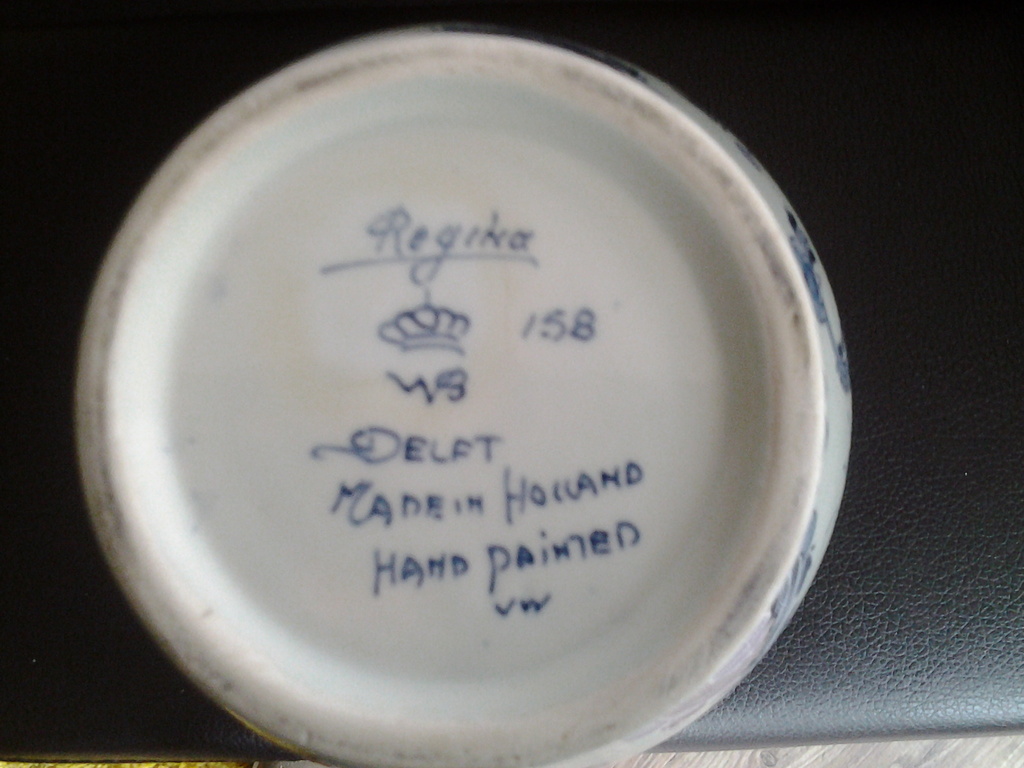 Regina
158
WB
DELFT
MADE IN HOLLAND
HAND PAINTED
VW